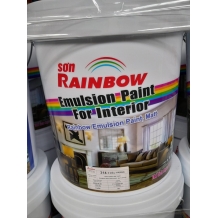 SƠN
RAINBOW
Emulsion Paint
For Interior
Rainbow Emulsion Paint Matt